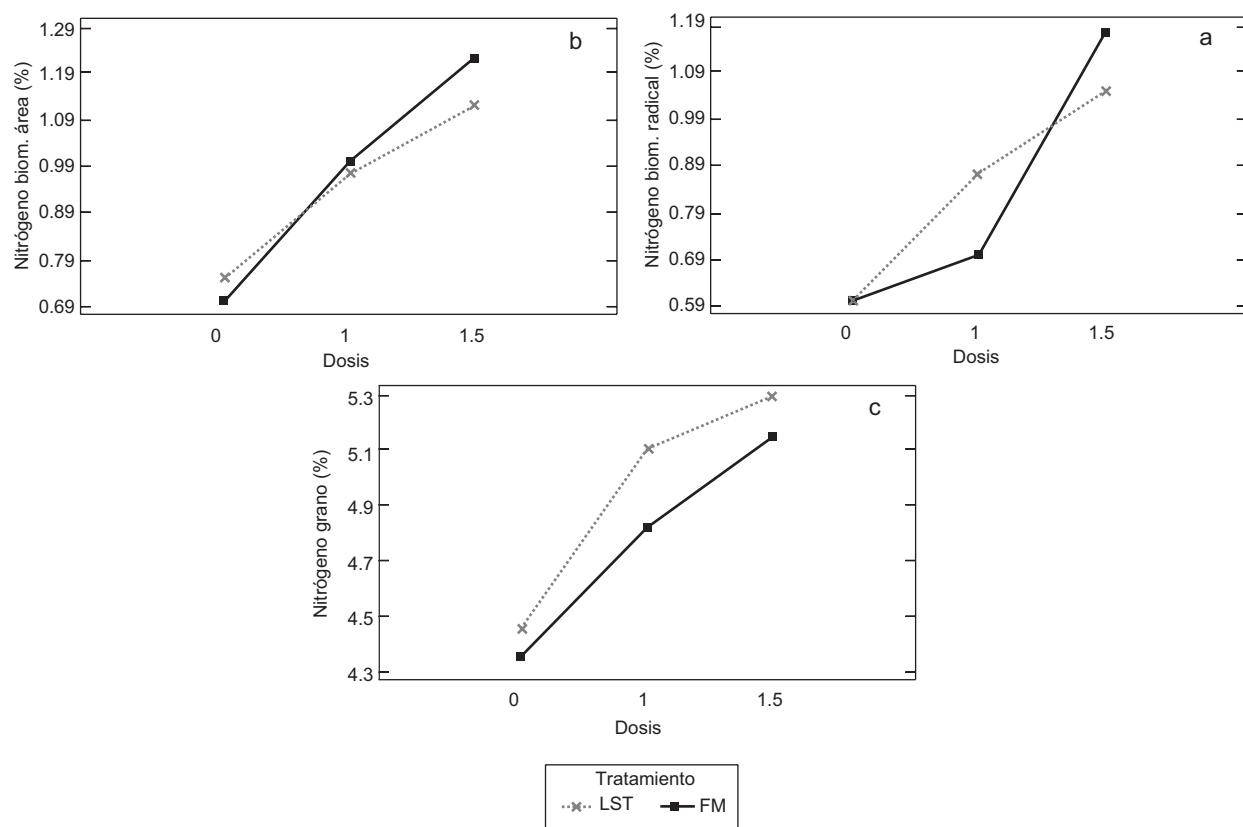 b
Nitrógeno biom. área (%)
1.29
1.19
1.09
0.99
0.89
0.79
0.69
0
1
1.5
Dosis
a
Nitrógeno biom. radical (%)
1.19
1.09
0.99
0.89
0.79
0.69
0.59
0
1
1.5
Dosis
c
Nitrógeno grano (%)
5.3
5.1
4.9
4.7
4.5
4.3
0
1
1.5
Dosis
Tratamiento
LST FM